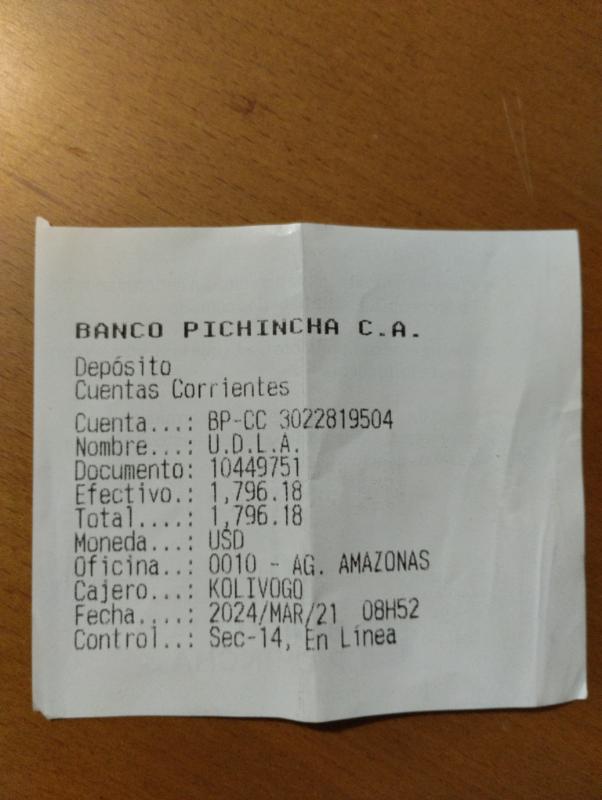 BANCO PICHINCHA C.A.
Depósito
Cuentas Corrientes
Cuenta...: BP-CC 3022819504
Nombre...: U.D.L.A.
Documento: 10449751
Efectivo.: 1,796.18
Total....: 1,796.18
Moneda...: USD
Oficina..: 0010 - AG. AMAZONAS
Cajero...: KOLIVOGO
Fecha....: 2024/MAR/21 08H52
Control..: Sec-14, En Línea